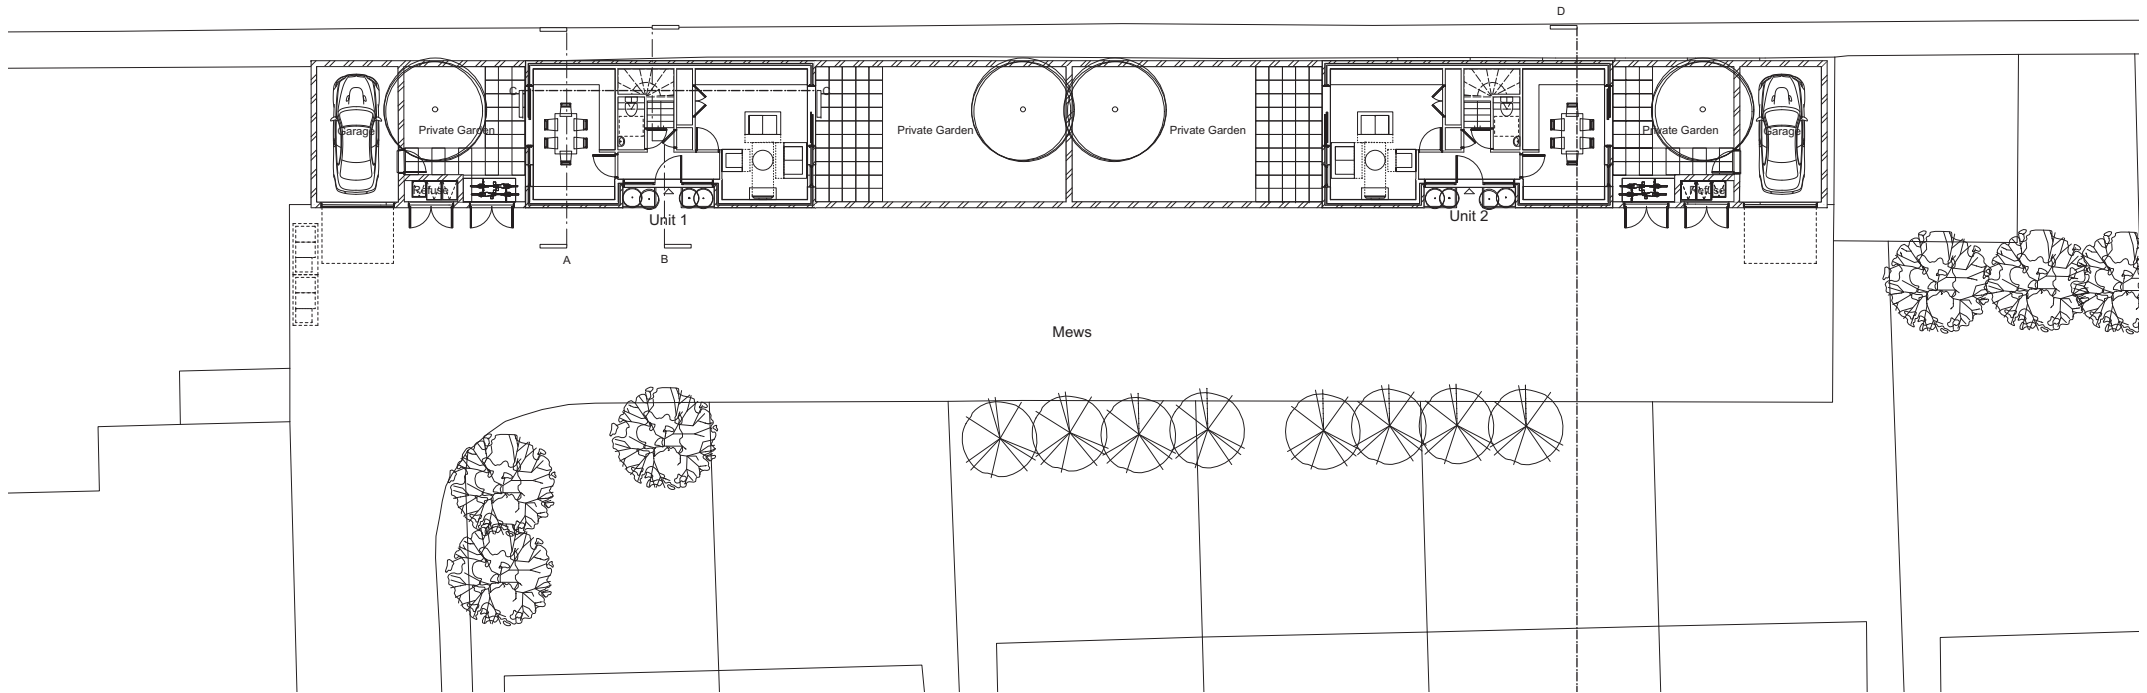 D
C
C
Garage
Private Garden
Private Garden
Private Garden
Private Garden
Garage
Refuse
Refuse
Unit 1
Unit 2
A
B
Mews